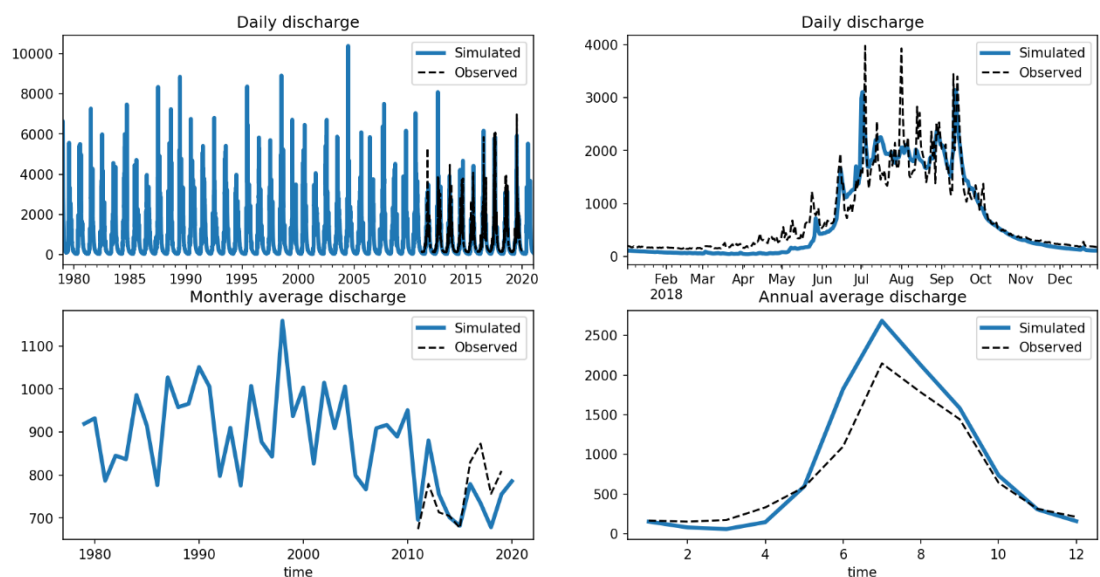 Daily discharge
10000
8000
6000
4000
2000
0
Simulated
Observed
1980 1985 1990 1995 2000 2005 2010 2015 2020
Daily discharge
4000
3000
2000
1000
0
Simulated
Observed
Feb Mar Apr May Jun Jul Aug Sep Oct Nov Dec
2018
Monthly average discharge
1100
1000
900
800
700
Simulated
Observed
1980 1990 2000 2010 2020
time
Annual average discharge
2500
2000
1500
1000
500
0
Simulated
Observed
2 4 6 8 10 12
time